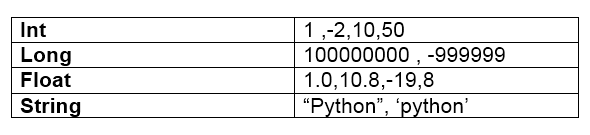 Int 1 ,-2,10,50
Long 100000000 , -999999
Float 1.0,10.8,-19,8
String “Python”, ‘python’